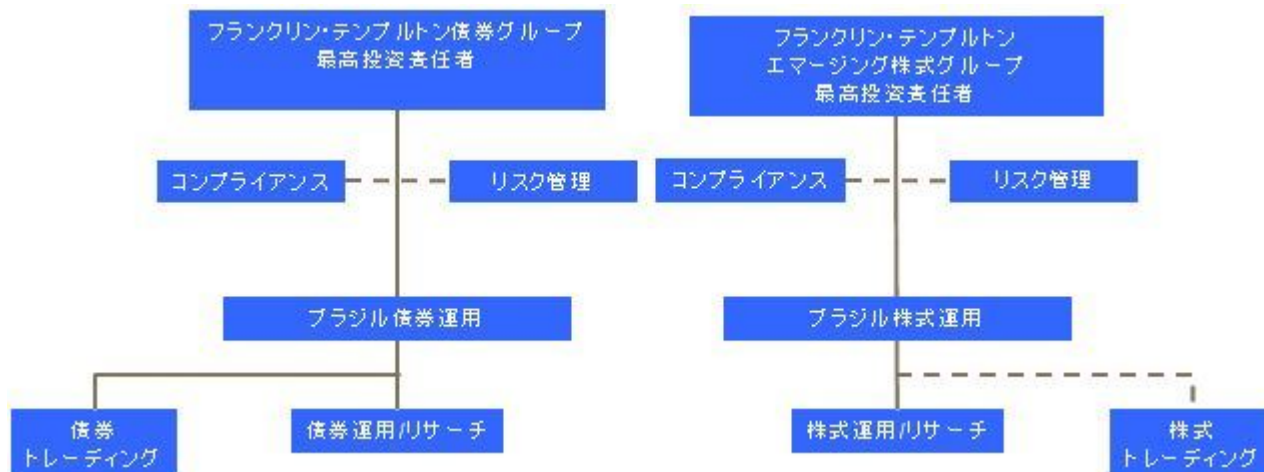 フランクリン・テンプルトン債券グループ
最高投資責任者
フランクリン・テンプルトン
エマージング株式グループ
最高投資責任者
コンプライアンス
リスク管理
コンプライアンス
リスク管理
ブラジル債券運用
ブラジル株式運用
債券
トレーディング
債券運用/リサーチ
株式運用/リサーチ
株式
トレーディング